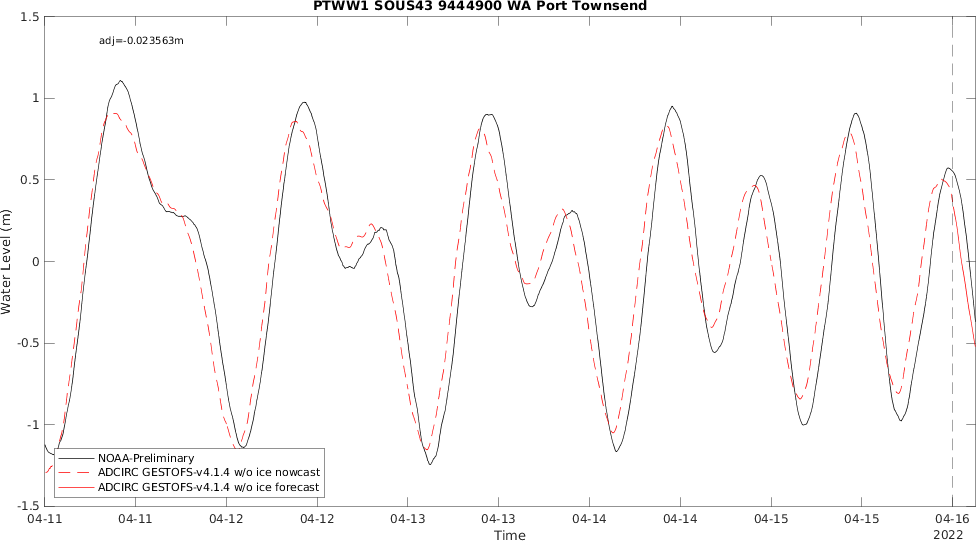 PTWW1 SOUS43 9444900 WA Port Townsend
adj=-0.023563m
Water Level (m)
1.5
1
0.5
0
-0.5
-1
-1.5
NOAA-Preliminary
ADCIRC GESTOFS-v4.1.4 w/o ice nowcast
ADCIRC GESTOFS-v4.1.4 w/o ice forecast
04-11 04-11 04-12 04-12 04-13 04-13 04-14 04-14 04-15 04-15 04-16
Time
2022